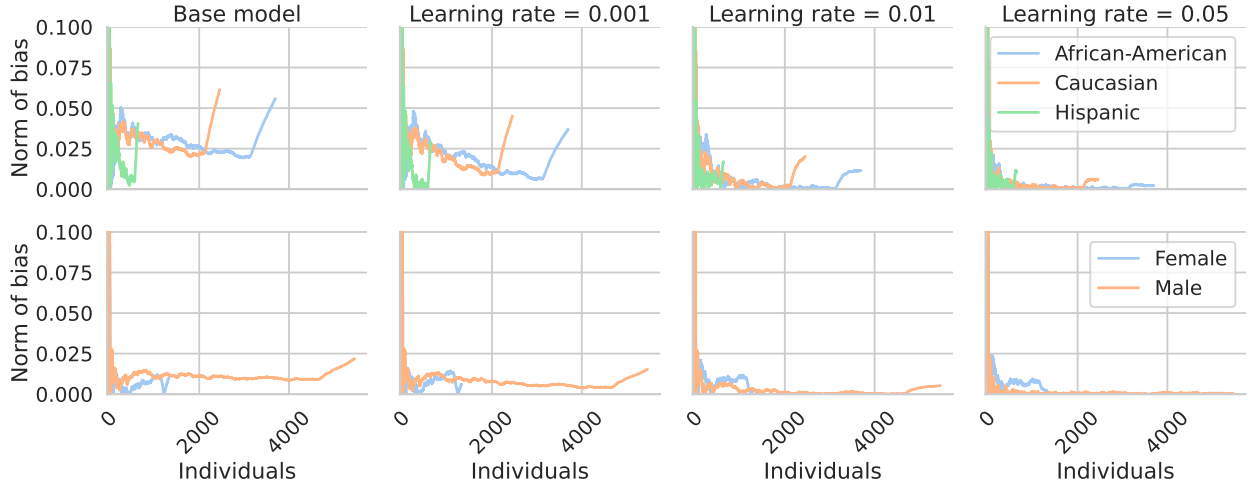 Base model
Learning rate = 0.001
Learning rate = 0.01
Learning rate = 0.05
Norm of bias
0.100
0.075
0.050
0.025
0.000
African-American
Caucasian
Hispanic
Norm of bias
0.100
0.075
0.050
0.025
0.000
Female
Male
0 2000 4000
0 2000 4000
0 2000 4000
0 2000 4000
Individuals
Individuals
Individuals
Individuals